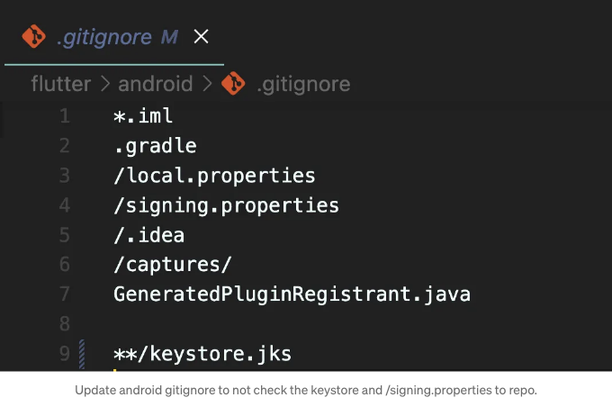 .gitignore M
flutter > android > .gitignore
1 *.iml
2 .gradle
3 /local.properties
4 /signing.properties
5 /.idea
6 /captures/
7 GeneratedPluginRegistrant.java
8
9 **/keystore.jks
Update android gitignore to not check the keystore and /signing.properties to repo.